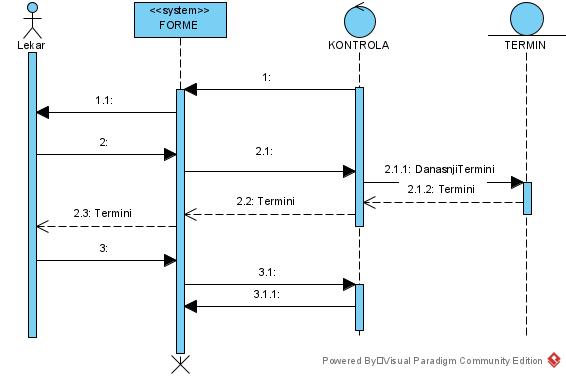 <<system>>
FORME
Lekar
KONTROLA
TERMIN
1:
1.1:
2:
2.1:
2.1.1: DanasnjiTermini
2.1.2: Termini
2.2: Termini
2.3: Termini
3:
3.1:
3.1.1:
Powered By□Visual Paradigm Community Edition